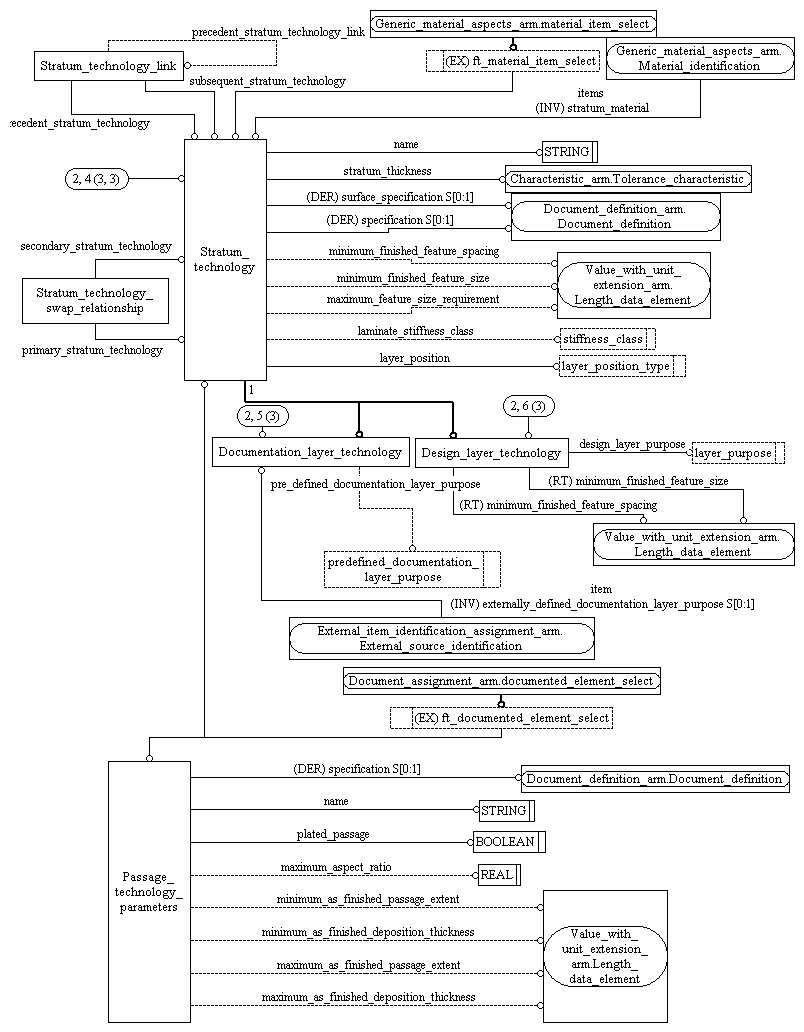 precedent_stratum_technology_link
Generic_material_aspects_arm.material_item_select
Stratum_technology_link
(EX) ft_material_item_select
Generic_material_aspects_arm.
Material_identification
subsequent_stratum_technology
items
(INV) stratum_material
recedent_stratum_technology
name
STRING
stratum_thickness
Characteristic_arm.Tolerance_characteristic
2, 4 (3, 3)
(DER) surface_specification S[0:1]
Document_definition_arm.
Document_definition
(DER) specification S[0:1]
secondary_stratum_technology
Stratum_
technology
minimum_finished_feature_spacing
Value_with_unit_
extension_arm.
Length_data_element
minimum_finished_feature_size
Stratum_technology_
swap_relationship
maximum_feature_size_requirement
laminate_stiffness_class
stiffness_class
primary_stratum_technology
layer_position
layer_position_type
1
2, 5 (3)
2, 6 (3)
Documentation_layer_technology
Design_layer_technology
design_layer_purpose
layer_purpose
pre_defined_documentation_layer_purpose
(RT) minimum_finished_feature_size
(RT) minimum_finished_feature_spacing
Value_with_unit_extension_arm.
Length_data_element
predefined_documentation_
layer_purpose
item
(INV) externally_defined_documentation_layer_purpose S[0:1]
External_item_identification_assignment_arm.
External_source_identification
Document_assignment_arm.documented_element_select
(EX) ft_documented_element_select
(DER) specification S[0:1]
Document_definition_arm.Document_definition
name
STRING
plated_passage
BOOLEAN
maximum_aspect_ratio
REAL
Passage_
technology_
parameters
minimum_as_finished_passage_extent
minimum_as_finished_deposition_thickness
Value_with_
unit_extension_
arm.Length_
data_element
maximum_as_finished_passage_extent
maximum_as_finished_deposition_thickness